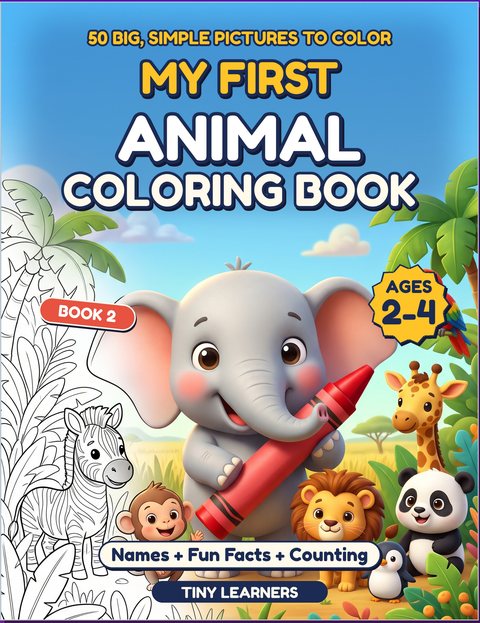 50 BIG, SIMPLE PICTURES TO COLOR
MY FIRST
ANIMAL
COLORING BOOK
AGES
2–4
BOOK 2
Names + Fun Facts + Counting
TINY LEARNERS